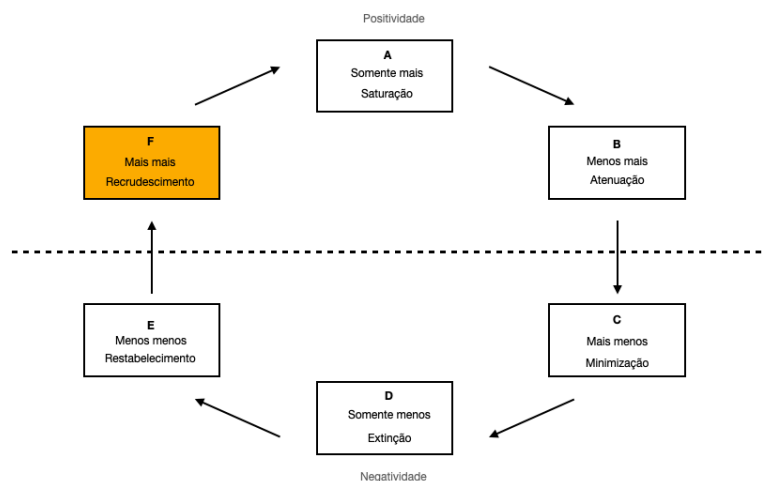 Positividade
A
Somente mais
Saturação
F
Mais mais
Recrudescimento
B
Menos mais
Atenuação
E
Menos menos
Restabelecimento
C
Mais menos
Minimização
D
Somente menos
Extinção
Negatividade